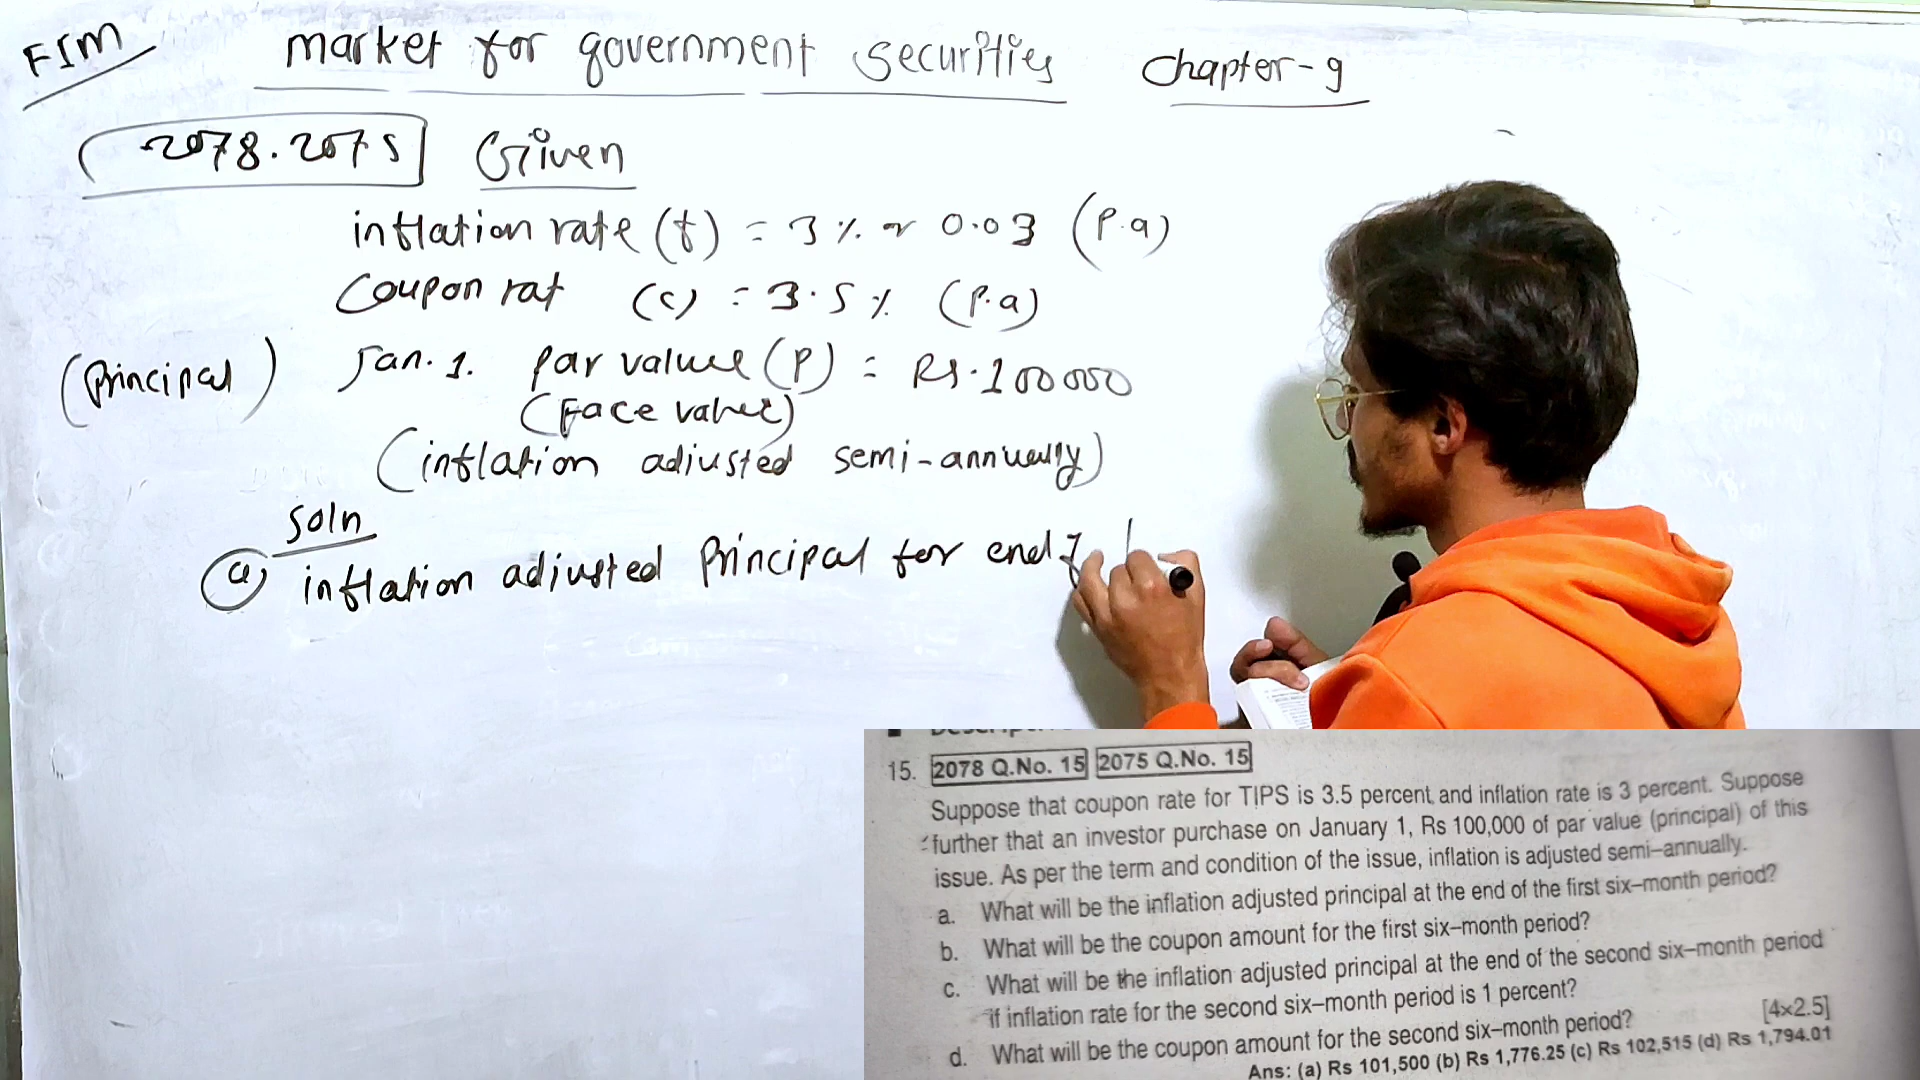 FIM
market for government securities Chapter-9
2078.2075 Given
inflation rate (f) = 3% or 0.03 (P.a)
Coupon rat (c) = 3.5% (P.a)
(Principal) Jan. 1. Par value (P) = Rs.100000
(Face value)
(inflation adjusted semi-annually)
Soln
(a) inflation adjusted Principal for end of
15. 2078 Q.No. 15 2075 Q.No. 15
Suppose that coupon rate for TIPS is 3.5 percent and inflation rate is 3 percent. Suppose
further that an investor purchase on January 1, Rs 100,000 of par value (principal) of this
issue. As per the term and condition of the issue, inflation is adjusted semi–annually.
a. What will be the inflation adjusted principal at the end of the first six–month period?
b. What will be the coupon amount for the first six–month period?
c. What will be the inflation adjusted principal at the end of the second six–month period
if inflation rate for the second six–month period is 1 percent?
d. What will be the coupon amount for the second six–month period? [4×2.5]
Ans: (a) Rs 101,500 (b) Rs 1,776.25 (c) Rs 102,515 (d) Rs 1,794.01